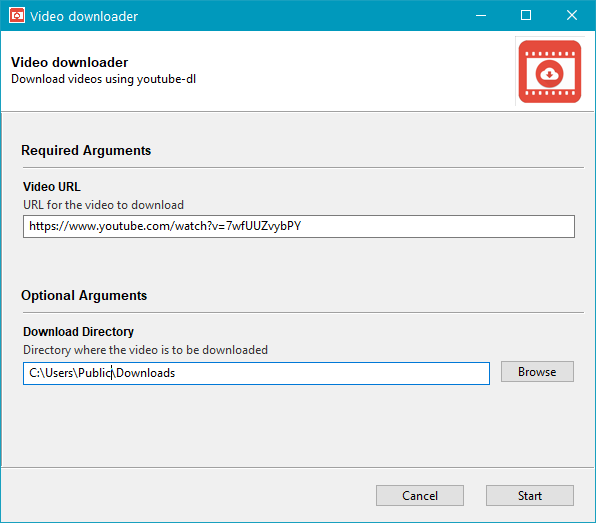 Video downloader
Video downloader
Download videos using youtube-dl
Required Arguments
Video URL
URL for the video to download
https://www.youtube.com/watch?v=7wfUUZvybPY
Optional Arguments
Download Directory
Directory where the video is to be downloaded
C:\Users\Public\Downloads
Browse
Cancel
Start